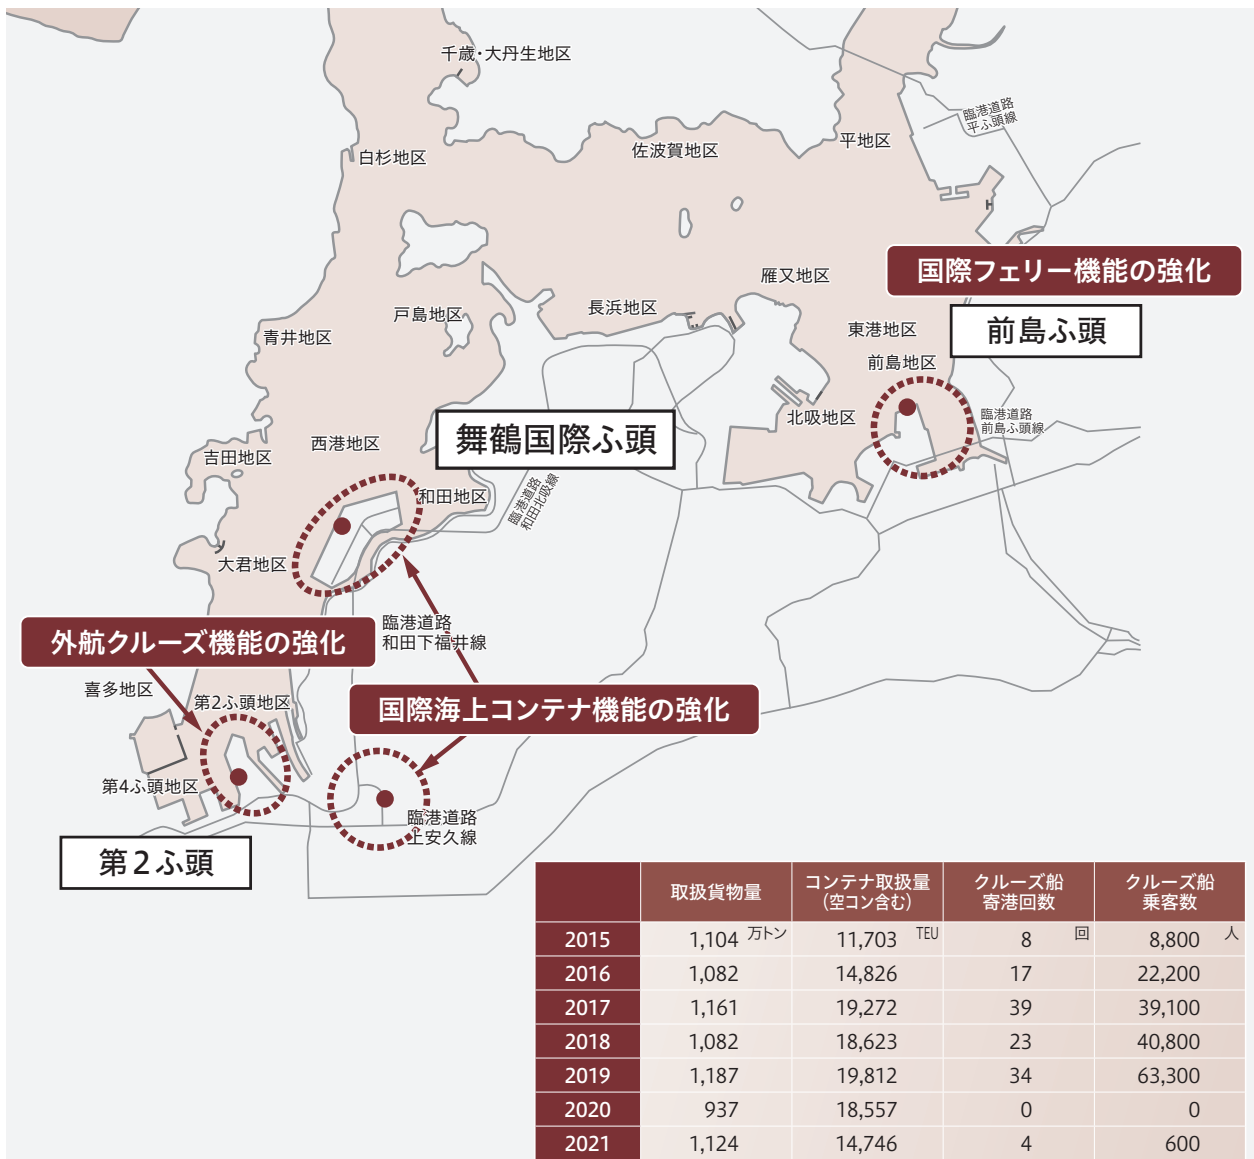 千歳・大丹生地区
臨港道路
平ふ頭線
平地区
佐波賀地区
白杉地区
国際フェリー機能の強化
雁又地区
長浜地区
戸島地区
前島ふ頭
東港地区
青井地区
前島地区
北吸地区
臨港道路
前島ふ頭線
舞鶴国際ふ頭
西港地区
吉田地区
和田地区
臨港道路
和田北吸線
大君地区
臨港道路
和田下福井線
外航クルーズ機能の強化
喜多地区
第2ふ頭地区
国際海上コンテナ機能の強化
第4ふ頭地区
臨港道路
上安久線
第2ふ頭
取扱貨物量 コンテナ取扱量 クルーズ船 クルーズ船
(空コン含む) 寄港回数 乗客数
2015 1,104 万トン 11,703 TEU 8 回 8,800 人
2016 1,082 14,826 17 22,200
2017 1,161 19,272 39 39,100
2018 1,082 18,623 23 40,800
2019 1,187 19,812 34 63,300
2020 937 18,557 0 0
2021 1,124 14,746 4 600